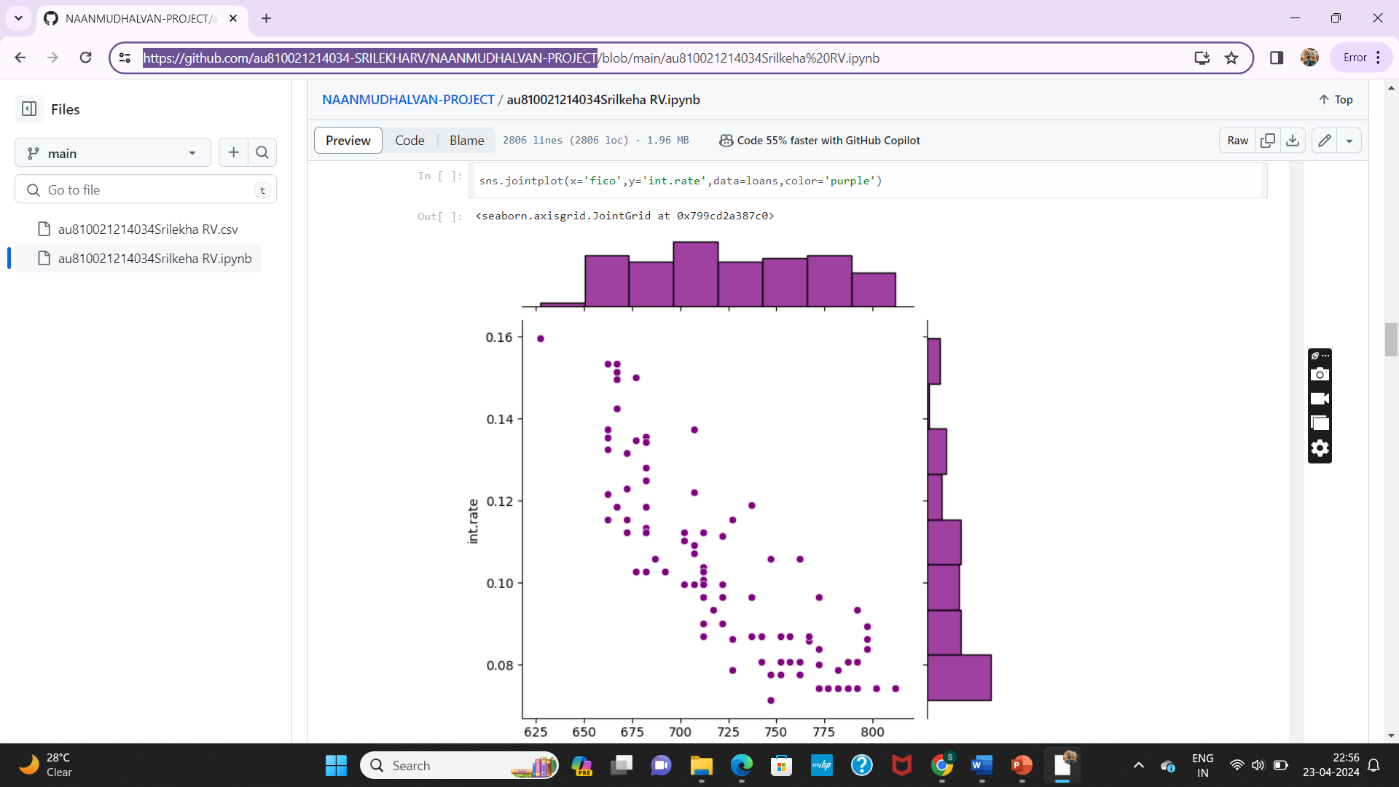 NAANMUDHALVAN-PROJECT/a
https://github.com/au810021214034-SRILEKHARV/NAANMUDHALVAN-PROJECT/blob/main/au810021214034Srilkeha%20RV.ipynb
Error
Files
NAANMUDHALVAN-PROJECT / au810021214034Srilkeha RV.ipynb
Top
main
Preview Code Blame 2806 lines (2806 loc) · 1.96 MB Code 55% faster with GitHub Copilot Raw
Go to file t
au810021214034Srilekha RV.csv
au810021214034Srilkeha RV.ipynb
In [ ]: sns.jointplot(x='fico',y='int.rate',data=loans,color='purple')
Out[ ]: <seaborn.axisgrid.JointGrid at 0x799cd2a387c0>
0.16
0.14
0.12
0.10
0.08
int.rate
625 650 675 700 725 750 775 800
28°C
Clear
Search
PRE
myhp
S
ENG
IN
22:56
23-04-2024